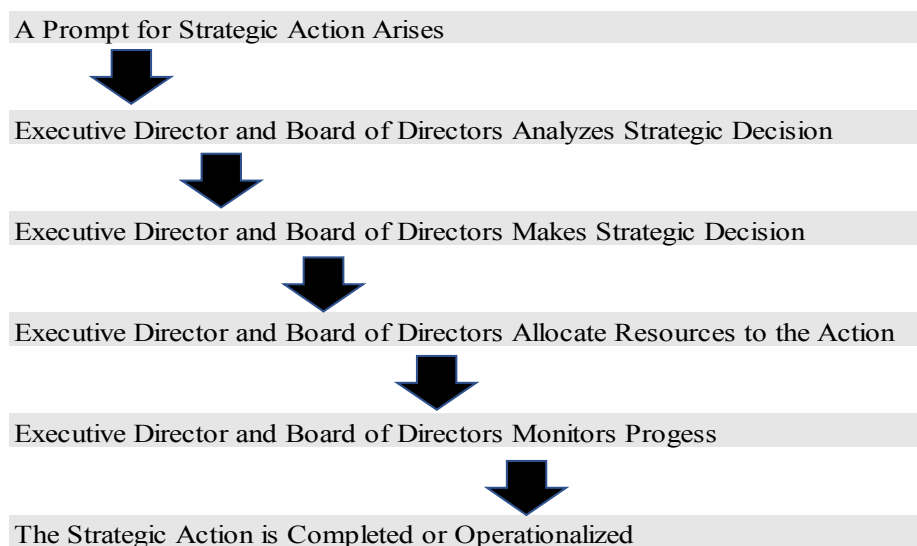 A Prompt for Strategic Action Arises
Executive Director and Board of Directors Analyzes Strategic Decision
Executive Director and Board of Directors Makes Strategic Decision
Executive Director and Board of Directors Allocate Resources to the Action
Executive Director and Board of Directors Monitors Progess
The Strategic Action is Completed or Operationalized